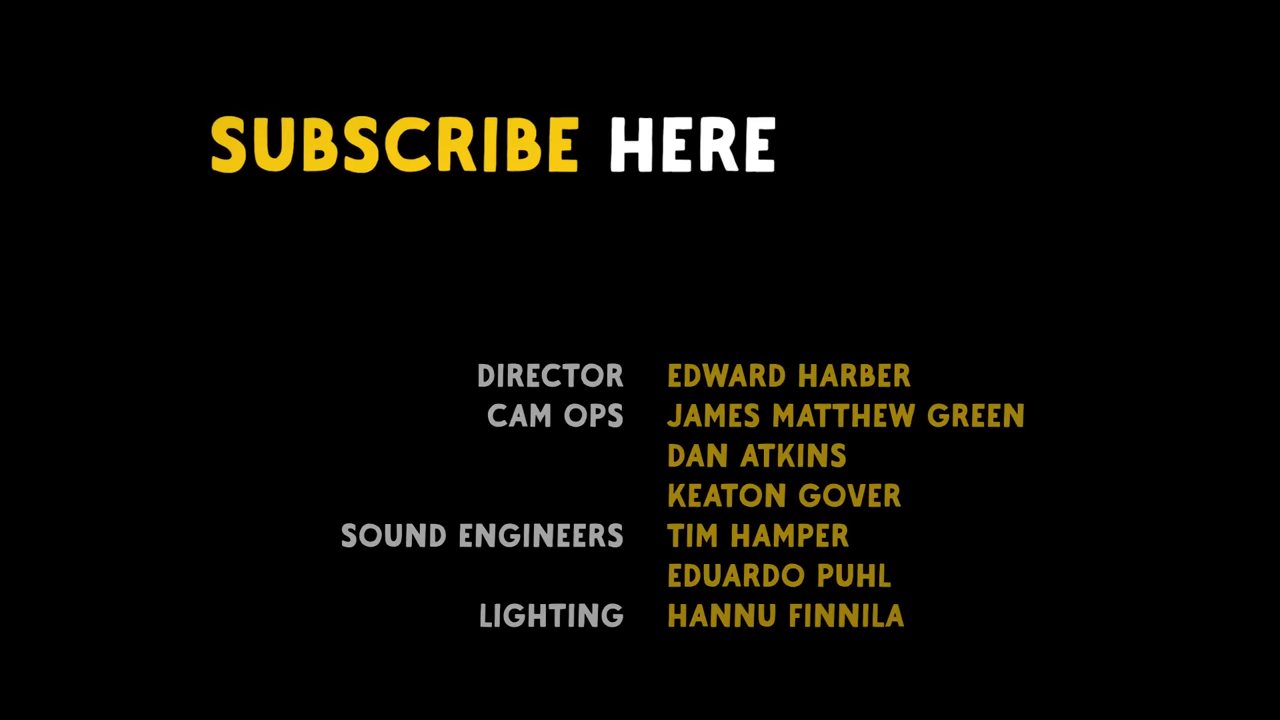 SUBSCRIBE HERE
DIRECTOR EDWARD HARBER
CAM OPS JAMES MATTHEW GREEN
DAN ATKINS
KEATON GOVER
SOUND ENGINEERS TIM HAMPER
EDUARDO PUHL
LIGHTING HANNU FINNILA